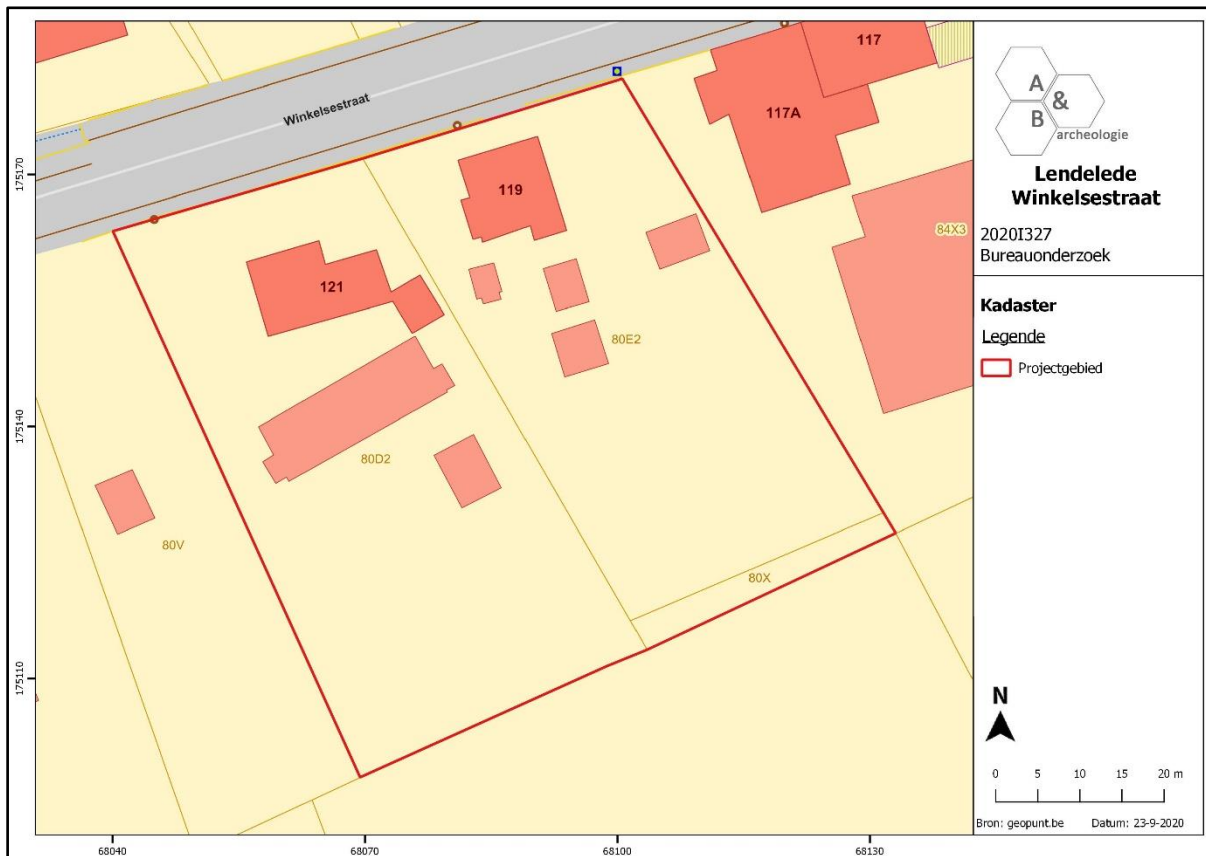 Winkelsestraat
117
117A
119
84X3
121
80E2
80D2
80V
80X
175170
175140
175110
68040
68070
68100
68130
A
&
B
archeologie
Lendelede
Winkelsestraat
2020I327
Bureauonderzoek
Kadaster
Legende
Projectgebied
N
0 5 10 15 20 m
Bron: geopunt.be Datum: 23-9-2020